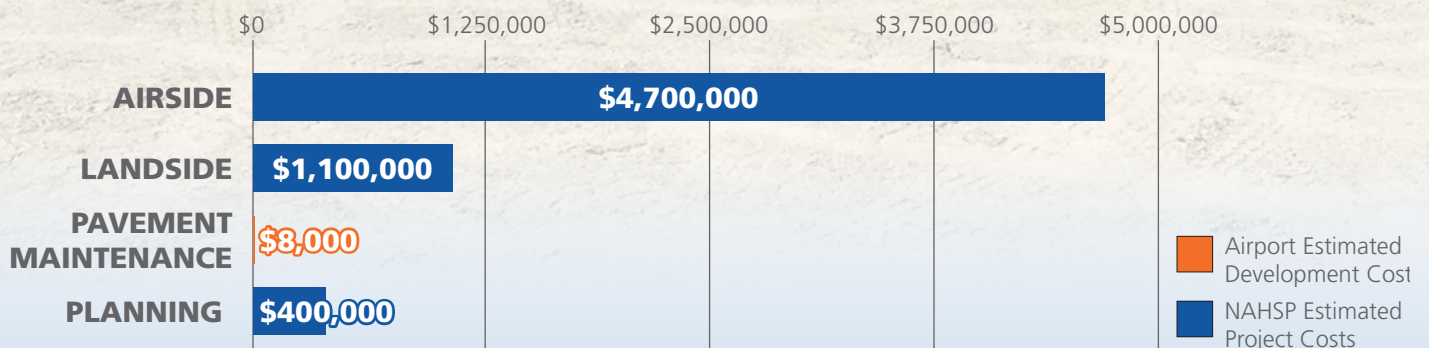 $0 $1,250,000 $2,500,000 $3,750,000 $5,000,000
AIRSIDE $4,700,000
LANDSIDE $1,100,000
PAVEMENT
MAINTENANCE $8,000
PLANNING $400,000
Airport Estimated
Development Cost
NAHSP Estimated
Project Costs